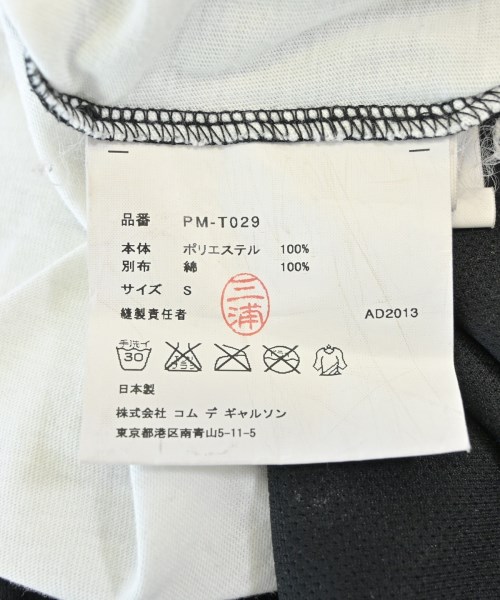 品番 PM-T029
本体 ポリエステル 100%
別布 綿 100%
サイズ S
縫製責任者 三浦 AD2013
手洗イ 30
日本製
株式会社 コム デ ギャルソン
東京都港区南青山5-11-5